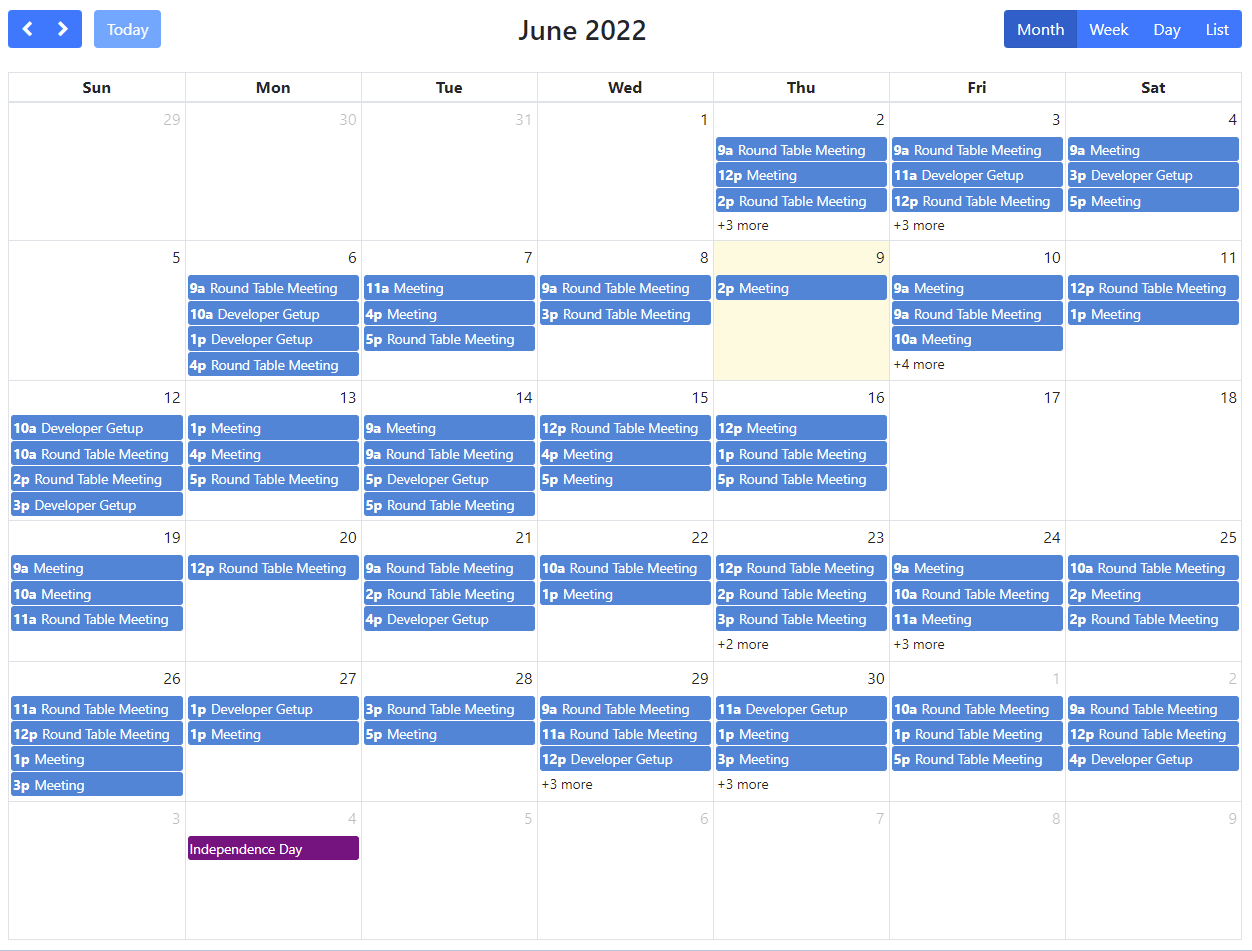 Today
June 2022
Month Week Day List
Sun Mon Tue Wed Thu Fri Sat
29 30 31 1 2 3 4
9a Round Table Meeting
12p Meeting
2p Round Table Meeting
+3 more
9a Round Table Meeting
11a Developer Getup
12p Round Table Meeting
+3 more
9a Meeting
3p Developer Getup
5p Meeting
5 6 7 8 9 10 11
9a Round Table Meeting
10a Developer Getup
1p Developer Getup
4p Round Table Meeting
11a Meeting
4p Meeting
5p Round Table Meeting
9a Round Table Meeting
3p Round Table Meeting
2p Meeting
9a Meeting
9a Round Table Meeting
10a Meeting
+4 more
12p Round Table Meeting
1p Meeting
12 13 14 15 16 17 18
10a Developer Getup
10a Round Table Meeting
2p Round Table Meeting
3p Developer Getup
1p Meeting
4p Meeting
5p Round Table Meeting
9a Meeting
9a Round Table Meeting
5p Developer Getup
5p Round Table Meeting
12p Round Table Meeting
4p Meeting
5p Meeting
12p Meeting
1p Round Table Meeting
5p Round Table Meeting
19 20 21 22 23 24 25
9a Meeting
10a Meeting
11a Round Table Meeting
12p Round Table Meeting
9a Round Table Meeting
2p Round Table Meeting
4p Developer Getup
10a Round Table Meeting
1p Meeting
12p Round Table Meeting
2p Round Table Meeting
3p Round Table Meeting
+2 more
9a Meeting
10a Round Table Meeting
11a Meeting
+3 more
10a Round Table Meeting
2p Meeting
2p Round Table Meeting
26 27 28 29 30 1 2
11a Round Table Meeting
12p Round Table Meeting
1p Meeting
3p Meeting
1p Developer Getup
1p Meeting
3p Round Table Meeting
5p Meeting
9a Round Table Meeting
11a Round Table Meeting
12p Developer Getup
+3 more
11a Developer Getup
1p Meeting
3p Meeting
+3 more
10a Round Table Meeting
1p Round Table Meeting
5p Round Table Meeting
9a Round Table Meeting
12p Round Table Meeting
4p Developer Getup
3 4 5 6 7 8 9
Independence Day